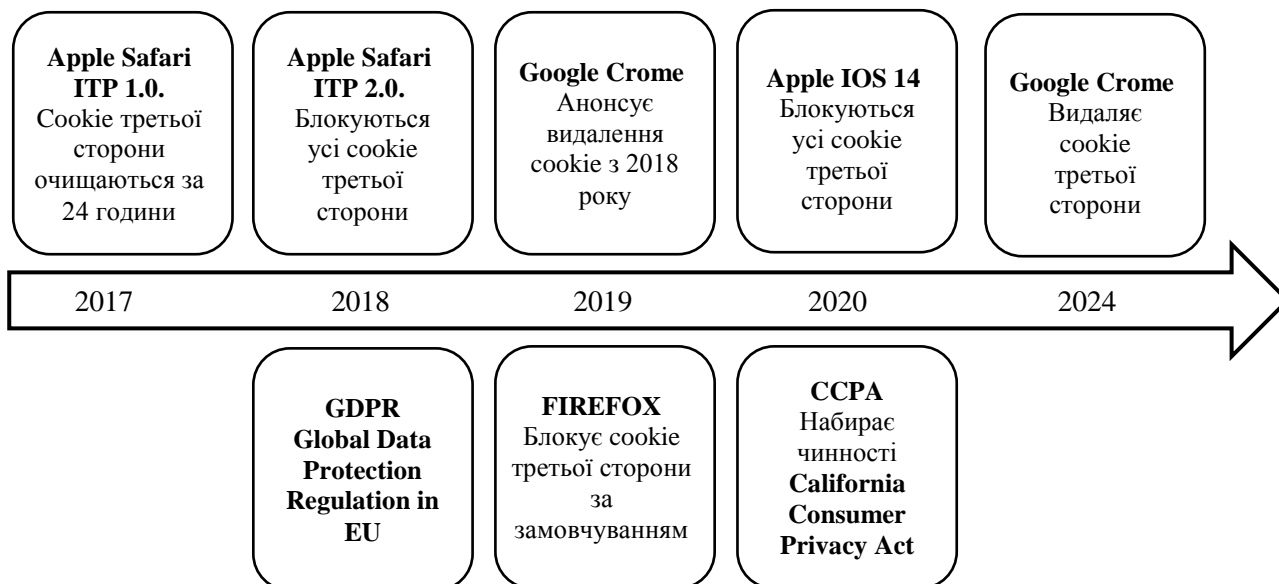 Apple Safari
ITP 1.0.
Cookie третьої
сторони
очищаються за
24 години
Apple Safari
ITP 2.0.
Блокуються
усі cookie
третьої
сторони
Google Crome
Анонсує
видалення
cookie з 2018
року
Apple IOS 14
Блокуються
усі cookie
третьої
сторони
Google Crome
Видаляє
cookie
третьої
сторони
2017
2018
2019
2020
2024
GDPR
Global Data
Protection
Regulation in
EU
FIREFOX
Блокує cookie
третьої сторони
за
замовчуванням
CCPA
Набирає
чинності
California
Consumer
Privacy Act